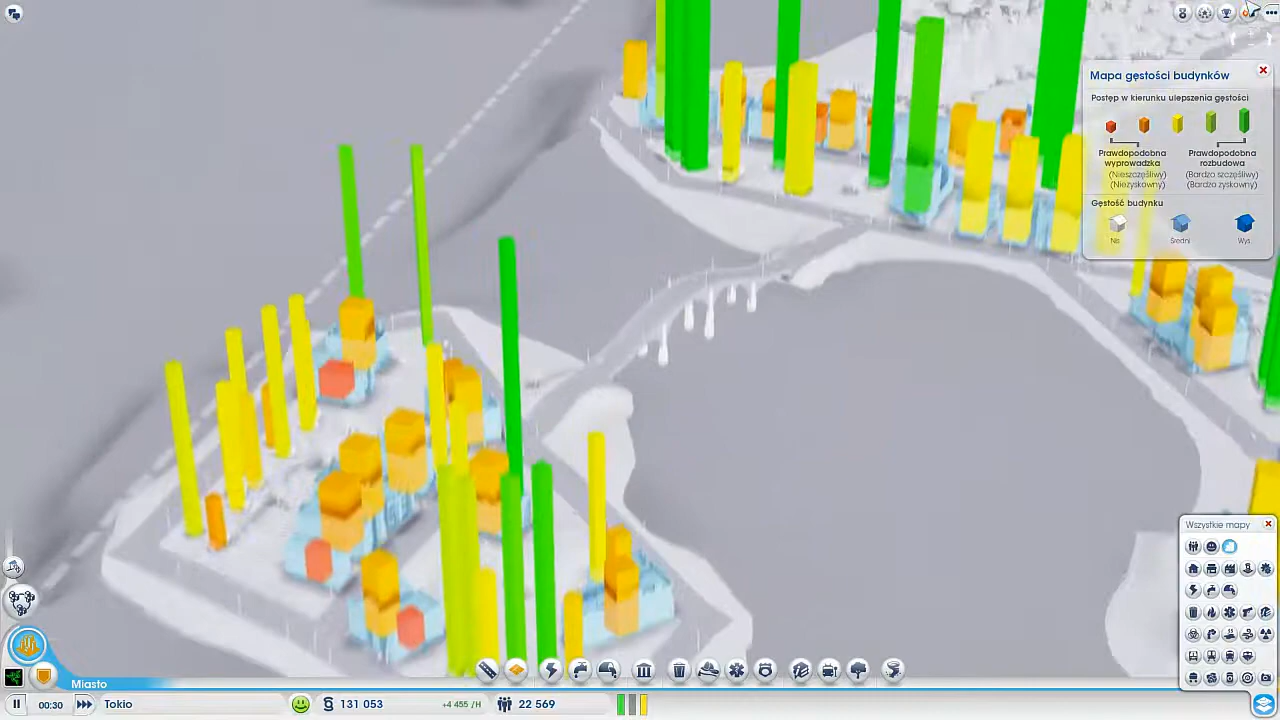 Mapa gęstości budynków
Postęp w kierunku ulepszenia gęstości
Prawdopodobna wyprowadzka
(Nieszczęśliwy)
(Niezyskowny)
Prawdopodobna rozbudowa
(Bardzo szczęśliwy)
(Bardzo zyskowny)
Gęstość budynku
Nis
Średni
Wys.
Wszystkie mapy
Miasto
00:30
Tokio
131 053
+4 455 /H
22 569